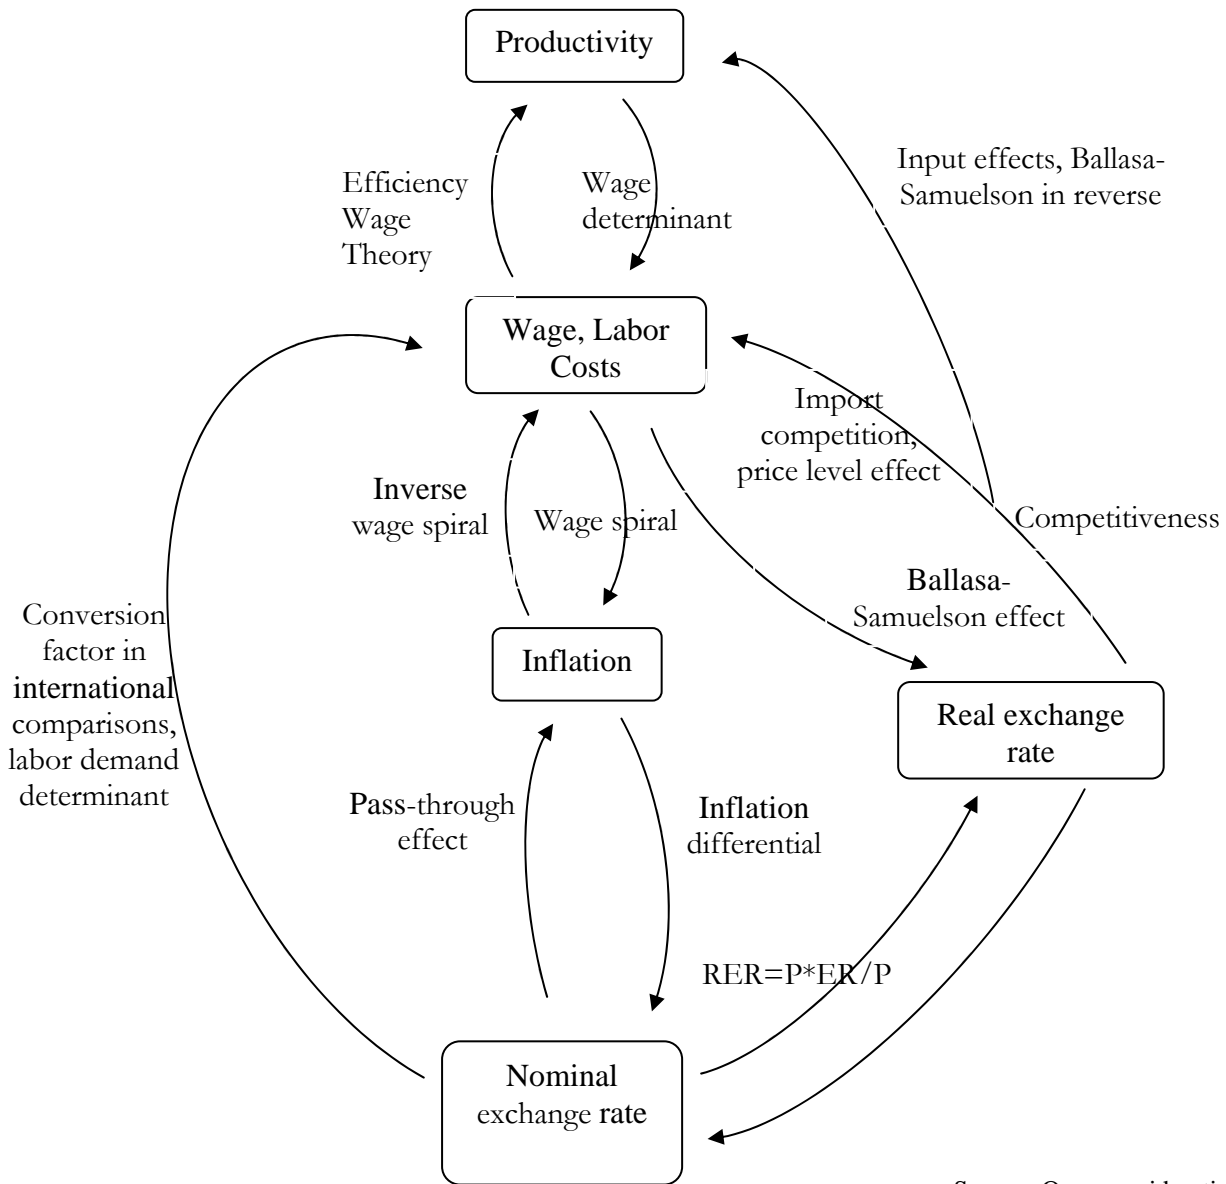 Productivity
Input effects, Ballasa-
Samuelson in reverse
Efficiency
Wage
Theory
Wage
determinant
Wage, Labor
Costs
Import
competition,
price level effect
Inverse
wage spiral
Wage spiral
Competitiveness
Ballasa-
Samuelson effect
Conversion
factor in
international
comparisons,
labor demand
determinant
Inflation
Real exchange
rate
Pass-through
effect
Inflation
differential
RER=P*ER/P
Nominal
exchange rate